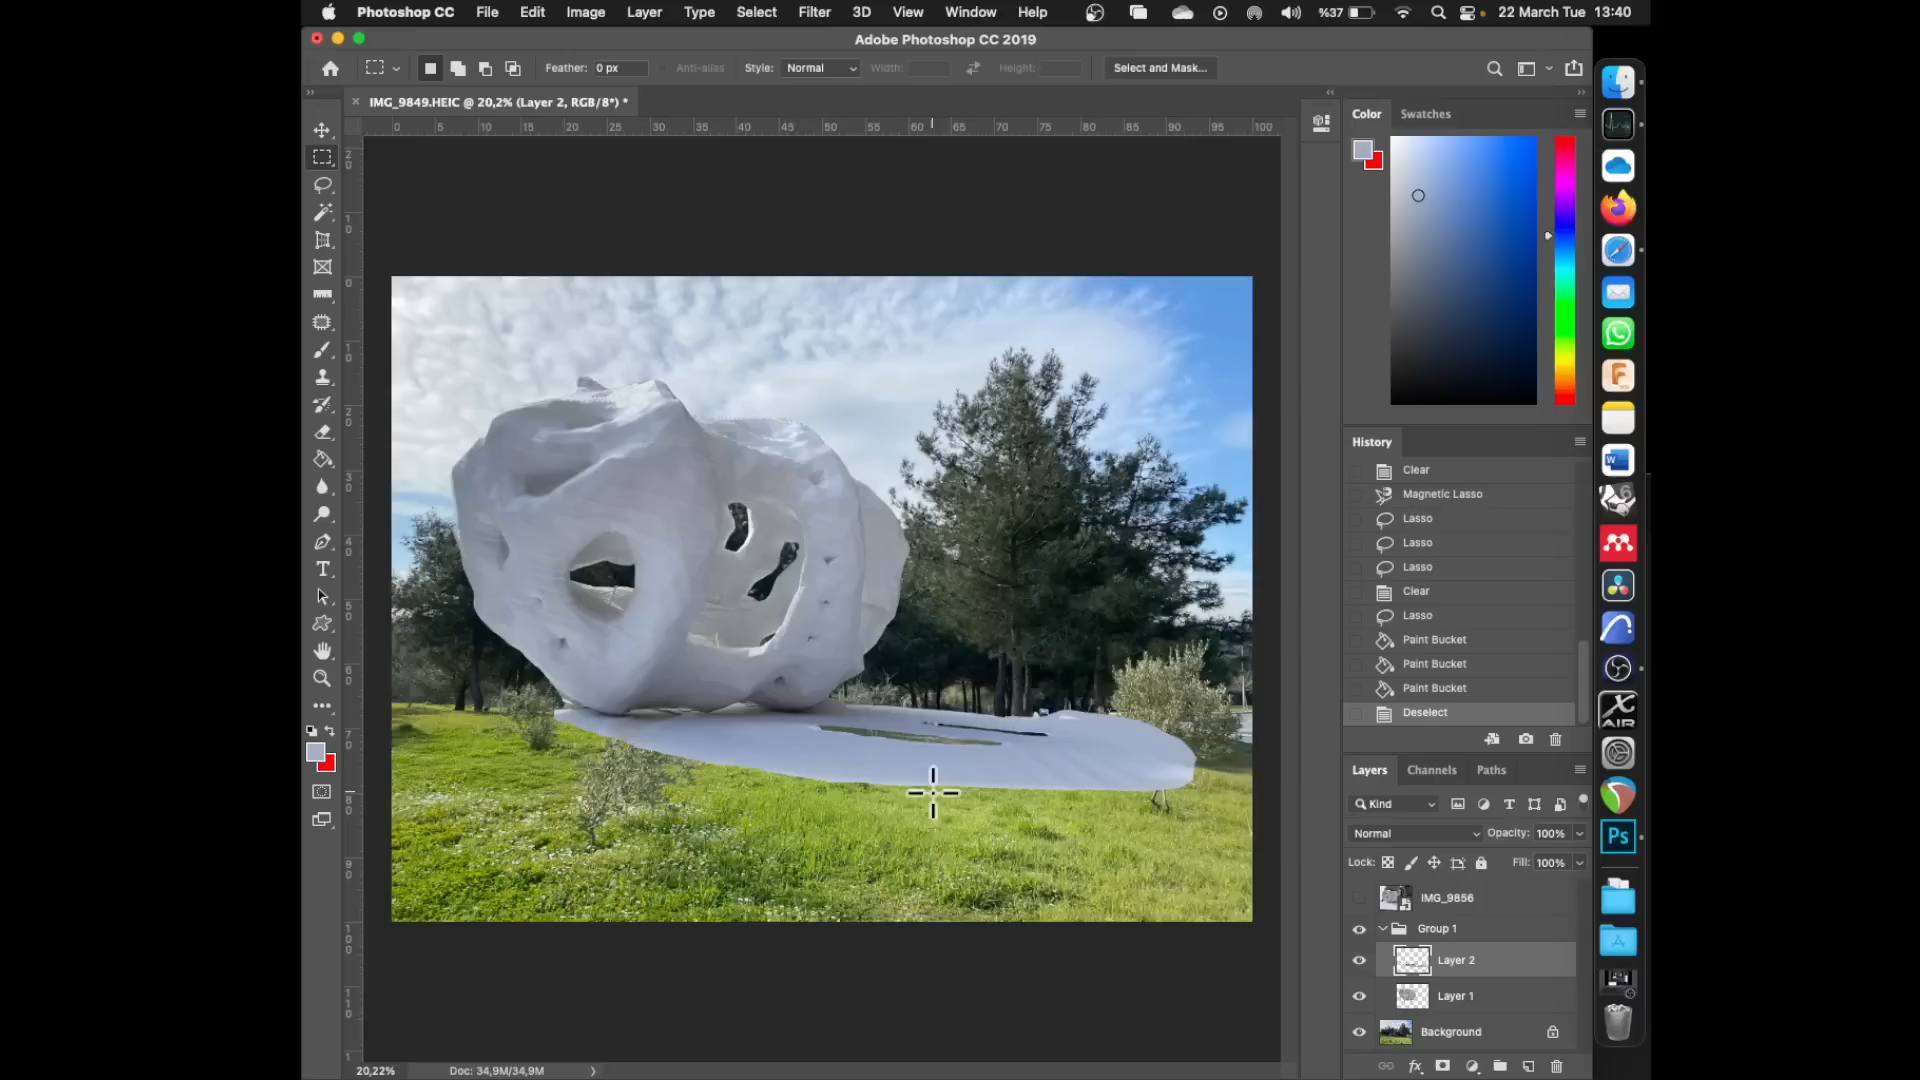 Photoshop CC File Edit Image Layer Type Select Filter 3D View Window Help %37 22 March Tue 13:40
Adobe Photoshop CC 2019
Feather: 0 px Anti-alias Style: Normal Width: Height: Select and Mask...
IMG_9849.HEIC @ 20,2% (Layer 2, RGB/8*) *
0 5 10 15 20 25 30 35 40 45 50 55 60 65 70 75 80 85 90 95 100
Color Swatches
History
Clear
Magnetic Lasso
Lasso
Lasso
Lasso
Clear
Lasso
Paint Bucket
Paint Bucket
Paint Bucket
Deselect
Layers Channels Paths
Kind
Normal Opacity: 100%
Lock: Fill: 100%
IMG_9856
Group 1
Layer 2
Layer 1
Background
20,22% Doc: 34,9M/34,9M
W
X
AIR
Ps